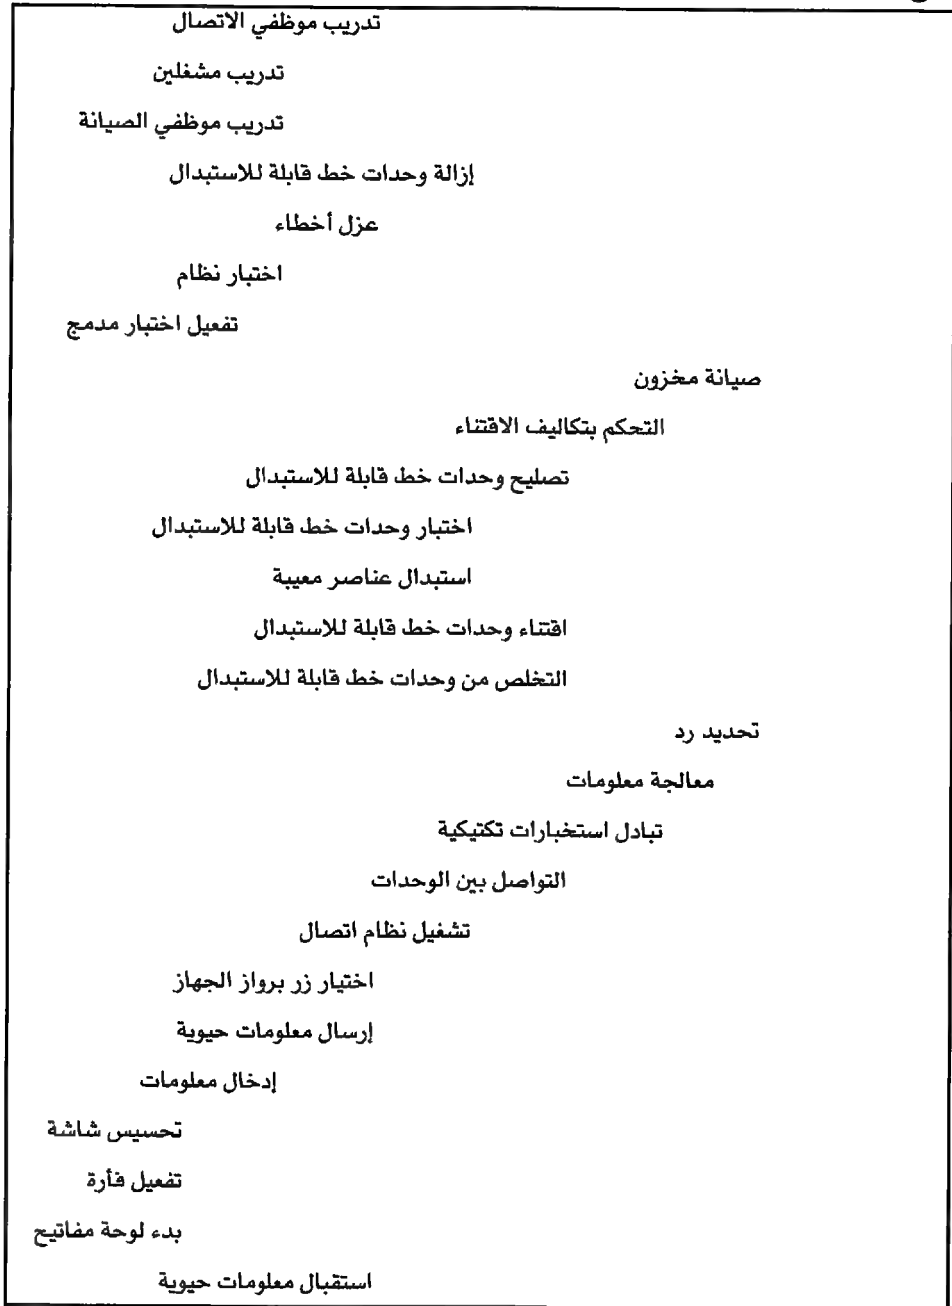 تدريب موظفي الاتصال
تدريب مشغلين
تدريب موظفي الصيانة
إزالة وحدات خط قابلة للاستبدال
عزل أخطاء
اختبار نظام
تفعيل اختبار مدمج
صيانة مخزون
التحكم بتكاليف الاقتناء
تصليح وحدات خط قابلة للاستبدال
اختبار وحدات خط قابلة للاستبدال
استبدال عناصر معيبة
اقتناء وحدات خط قابلة للاستبدال
التخلص من وحدات خط قابلة للاستبدال
تحديد رد
معالجة معلومات
تبادل استخبارات تكتيكية
التواصل بين الوحدات
تشغيل نظام اتصال
اختيار زر برواز الجهاز
إرسال معلومات حيوية
إدخال معلومات
تحسيس شاشة
تفعيل فأرة
بدء لوحة مفاتيح
استقبال معلومات حيوية